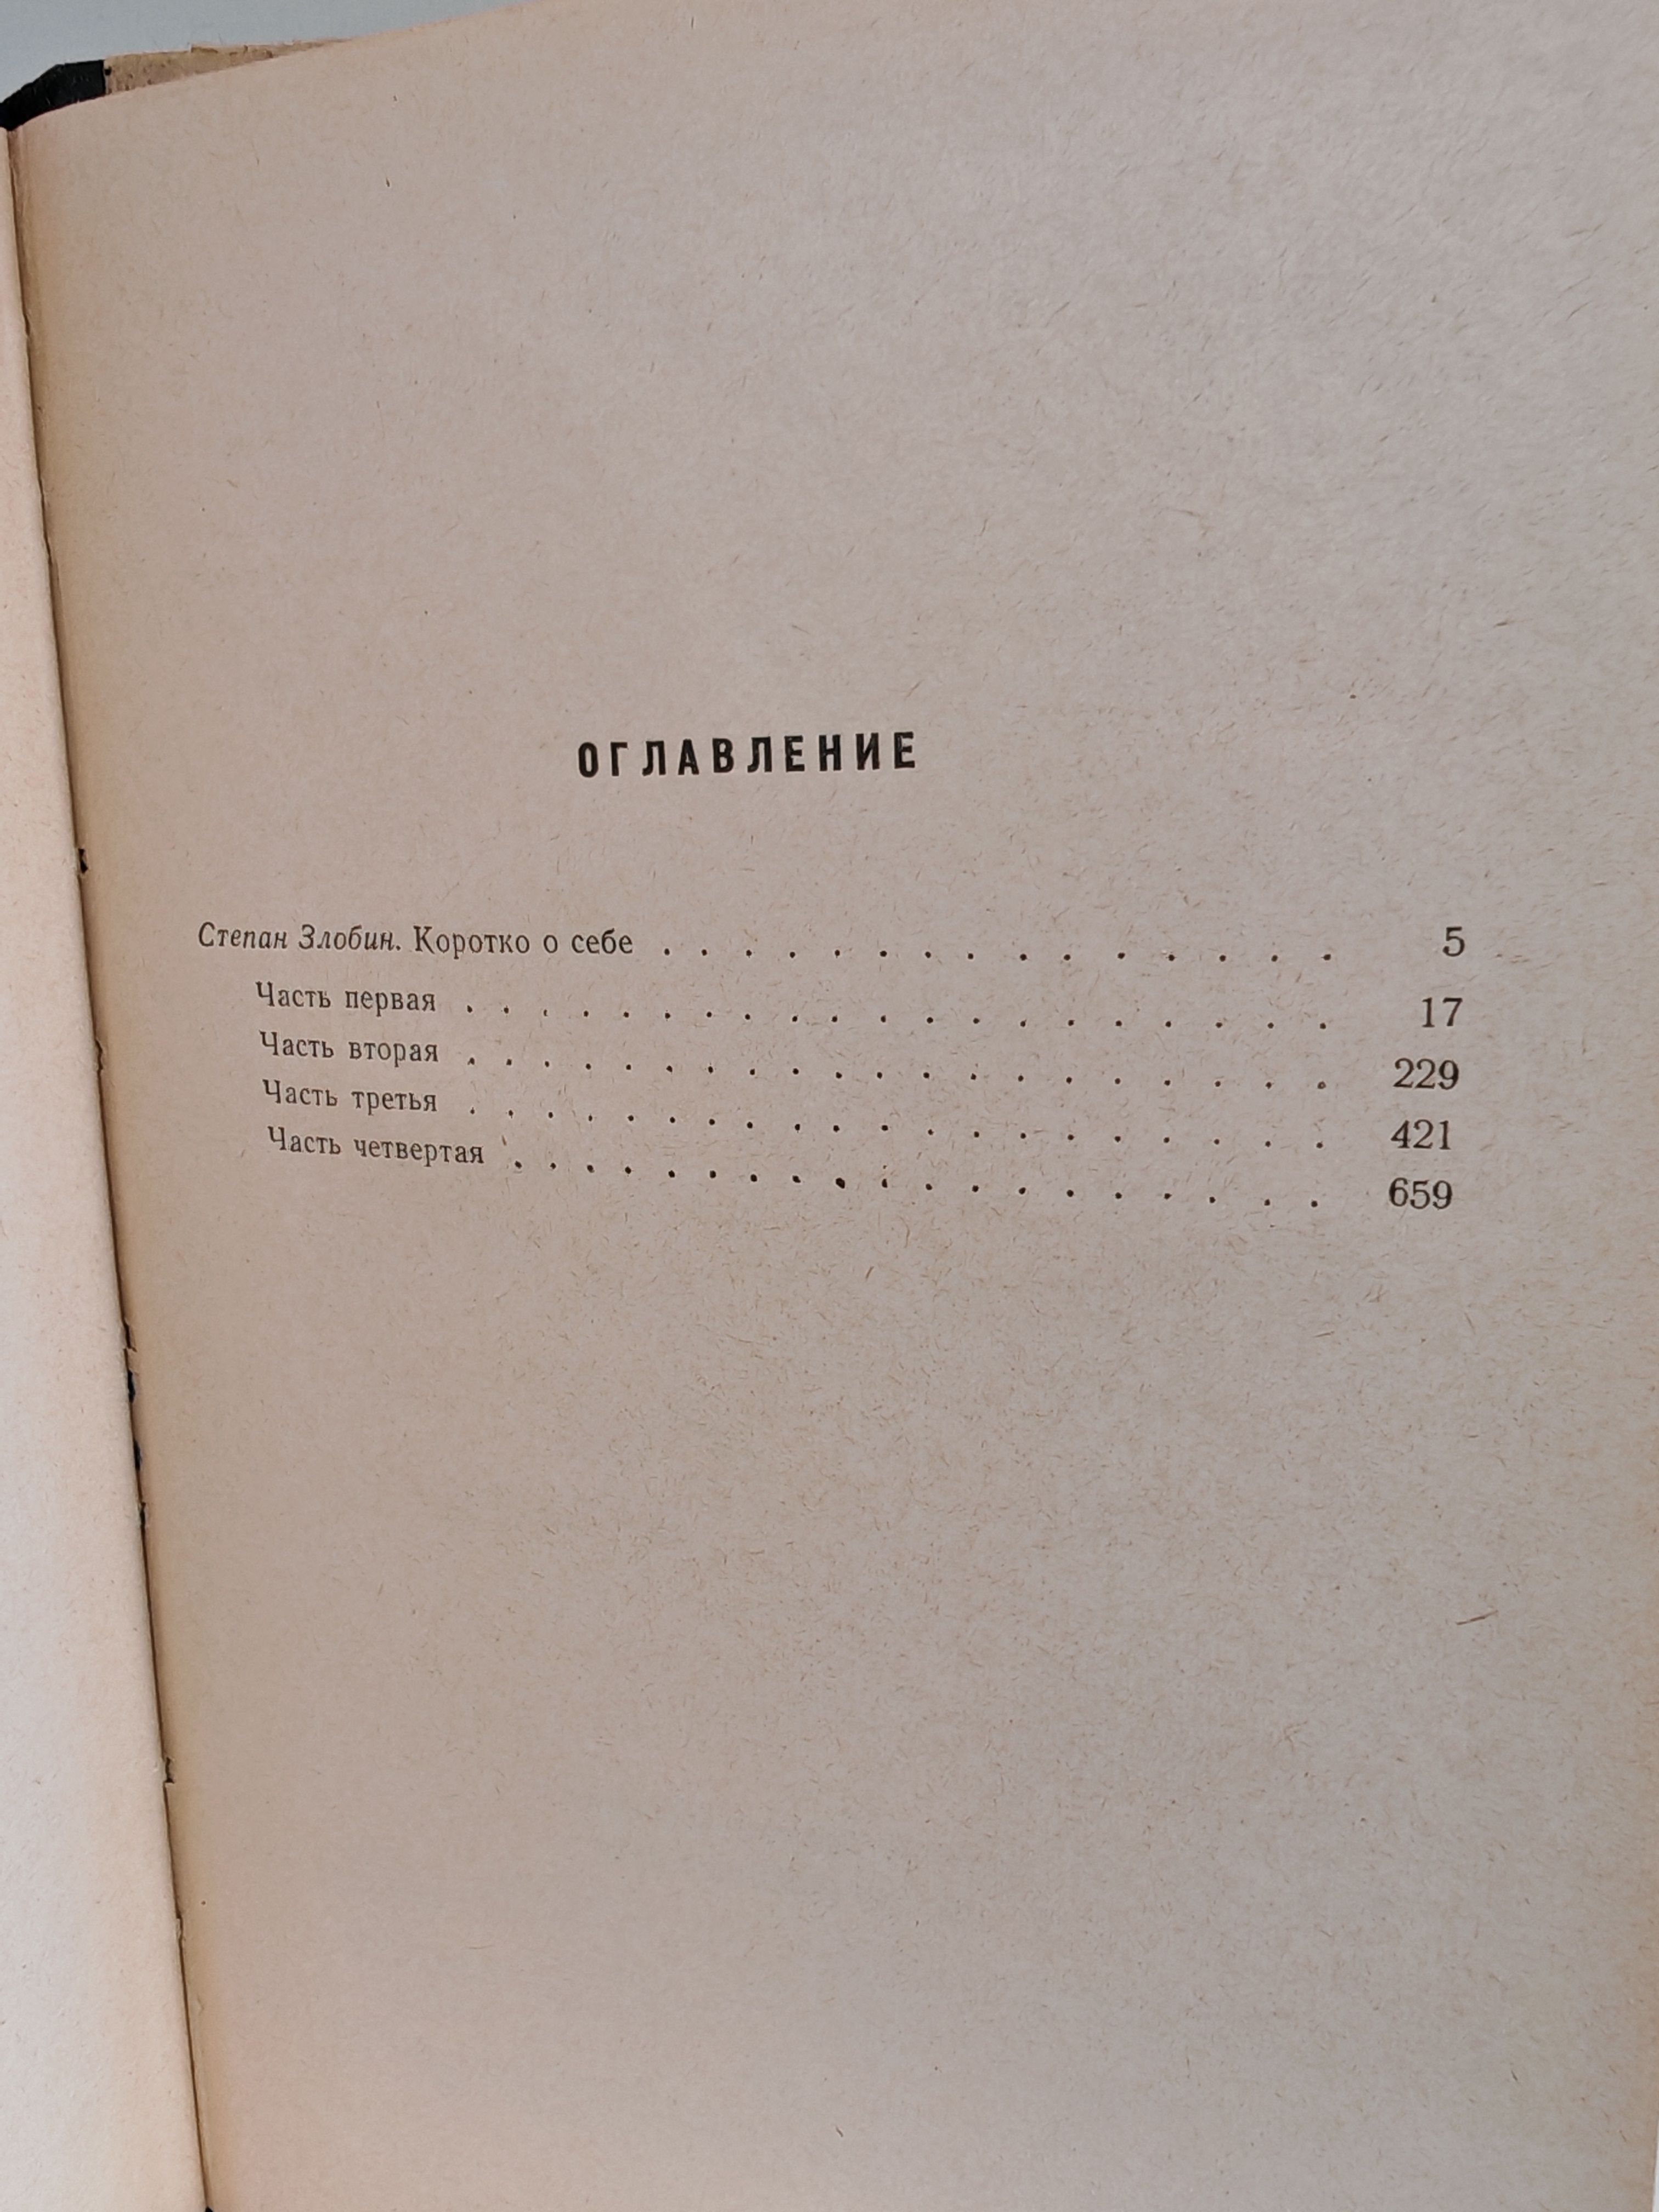 ОГЛАВЛЕНИЕ
Степан Злобин. Коротко о себе . . . . . . . . . . . . . . . . 5
Часть первая . . . . . . . . . . . . . . . . . . . . 17
Часть вторая . . . . . . . . . . . . . . . . . . . . 229
Часть третья . . . . . . . . . . . . . . . . . . . . 421
Часть четвертая . . . . . . . . . . . . . . . . . . . 659